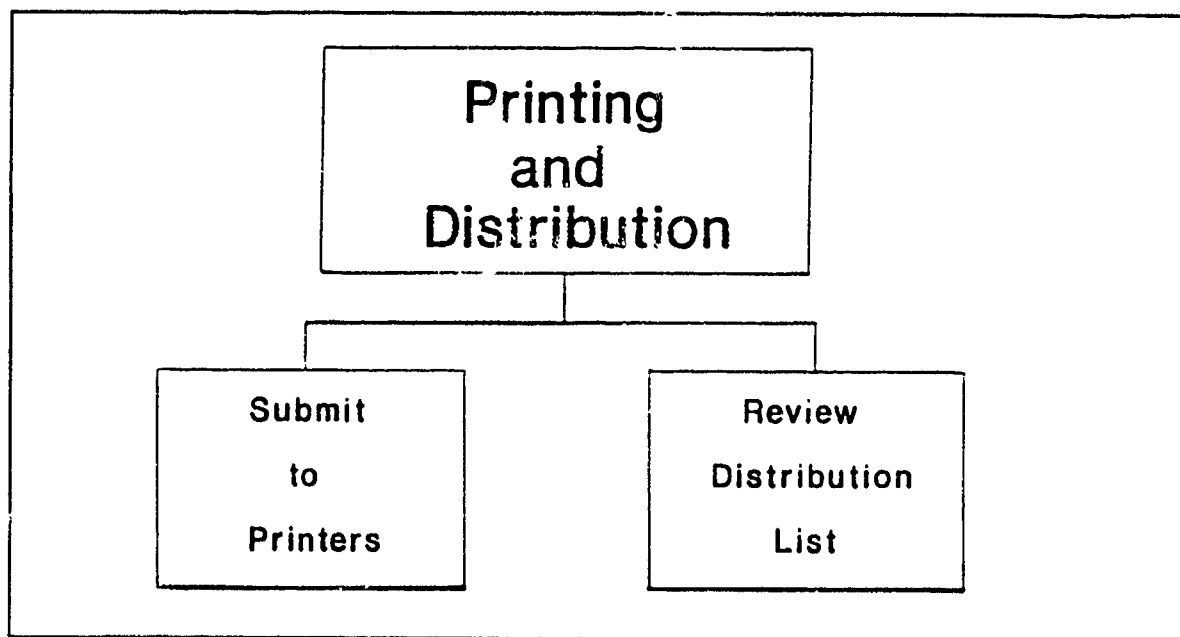 Printing
and
Distribution
Submit
to
Printers
Review
Distribution
List